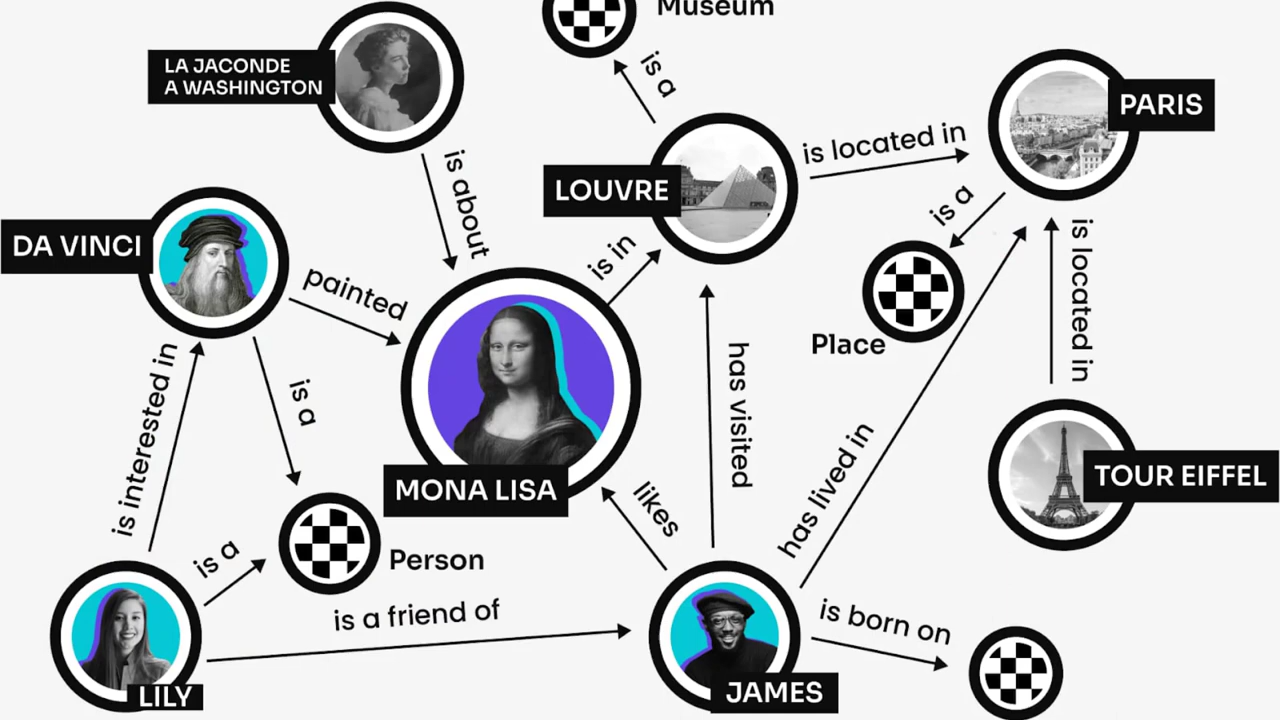 Museum
LA JACONDE
A WASHINGTON
is a
PARIS
is located in
is about
LOUVRE
is a
DA VINCI
is in
painted
is located in
Place
has visited
is interested in
is a
has lived in
MONA LISA
likes
TOUR EIFFEL
is a
Person
is a friend of
is born on
LILY
JAMES